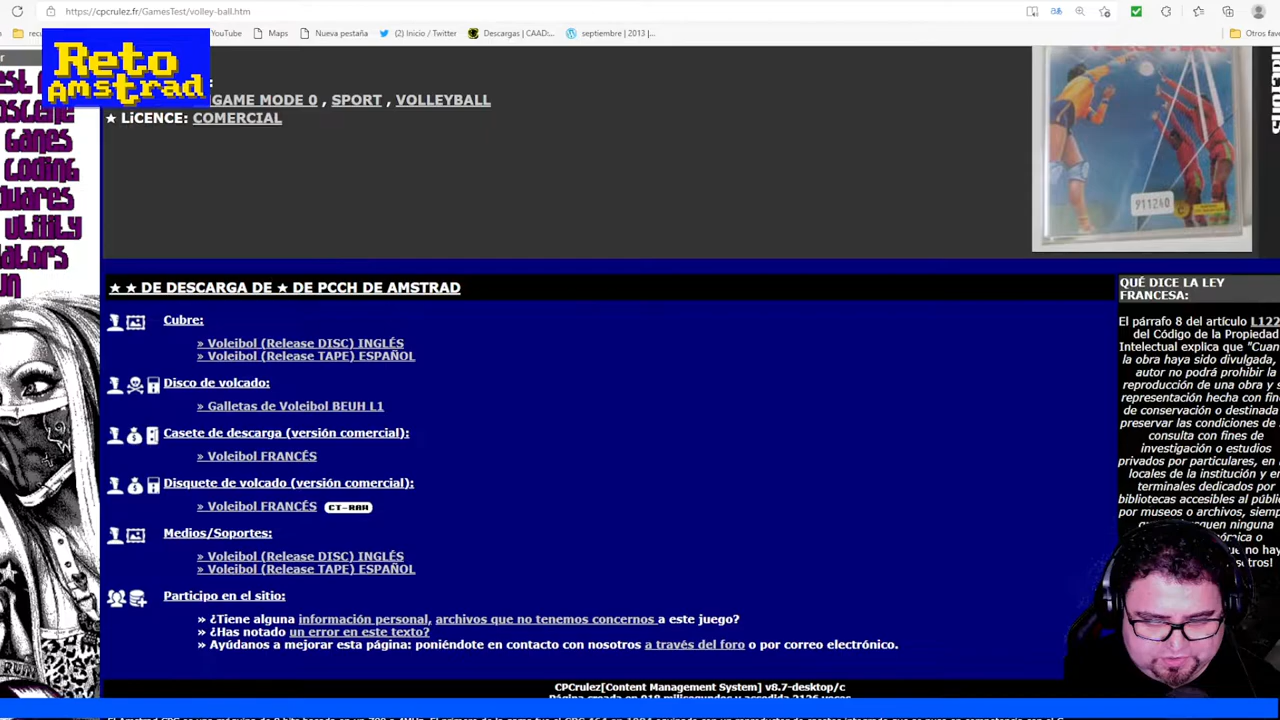 https://cpcrulez.fr/GamesTest/volley-ball.htm
YouTube
Maps
Nueva pestaña
(2) Inicio / Twitter
Descargas (CAAD:...
septiembre | 2013 |...
Otros fav
Reto
Amstrad
GAME MODE 0 , SPORT , VOLLEYBALL
★ LiCENCE: COMERCIAL
911240
Games
Coding
Utility
★ ★ DE DESCARGA DE ★ DE PCCH DE AMSTRAD
Cubre:
» Voleibol (Release DISC) INGLÉS
» Voleibol (Release TAPE) ESPAÑOL
Disco de volcado:
» Galletas de Voleibol BEUH L1
Casete de descarga (versión comercial):
» Voleibol FRANCÉS
Disquete de volcado (versión comercial):
» Voleibol FRANCÉS CT-RAW
Medios/Soportes:
» Voleibol (Release DISC) INGLÉS
» Voleibol (Release TAPE) ESPAÑOL
Participo en el sitio:
» ¿Tiene alguna información personal, archivos que no tenemos concernos a este juego?
» ¿Has notado un error en este texto?
» Ayúdanos a mejorar esta página: poniéndote en contacto con nosotros a través del foro o por correo electrónico.
QUÉ DICE LA LEY
FRANCESA:
El párrafo 8 del artículo L122
del Código de la Propiedad
Intelectual explica que "Cuan
la obra haya sido divulgada,
autor no podrá prohibir la
reproducción de una obra y s
representación hecha con fin
de conservación o destinada
preservar las condiciones de
consulta con fines de
investigación o estudios
privados por particulares, en
locales de la institución y en
terminales dedicados por
bibliotecas accesibles al públic
por museos o archivos, siemp
CPCrulez[Content Management System] v8.7-desktop/c